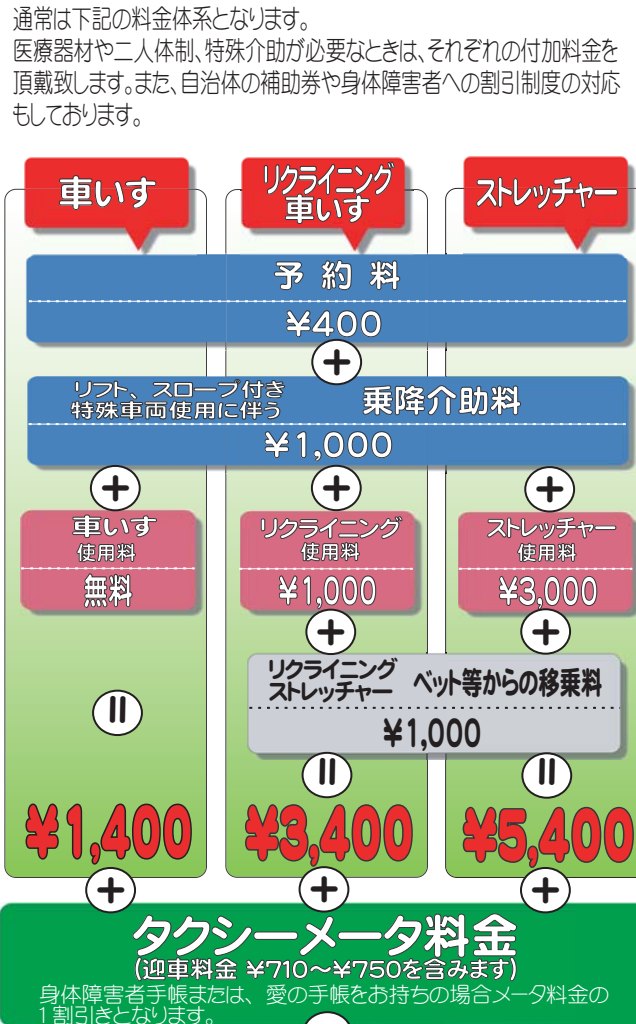 通常は下記の料金体系となります。
医療器材や二人体制、特殊介助が必要なときは、それぞれの付加料金を
頂戴致します。また、自治体の補助券や身体障害者への割引制度の対応
もしております。
車いす
リクライニング
車いす
ストレッチャー
予約料
¥400
+
リフト、スロープ付き
特殊車両使用に伴う
乗降介助料
¥1,000
+ + +
車いす
使用料
無料
リクライニング
使用料
¥1,000
ストレッチャー
使用料
¥3,000
+ +
リクライニング
ストレッチャー
ベット等からの移乗料
¥1,000
= = =
¥1,400
¥3,400
¥5,400
+ + +
タクシーメータ料金
(迎車料金 ¥710～¥750を含みます)
身体障害者手帳または、愛の手帳をお持ちの場合メータ料金の
1割引きとなります。